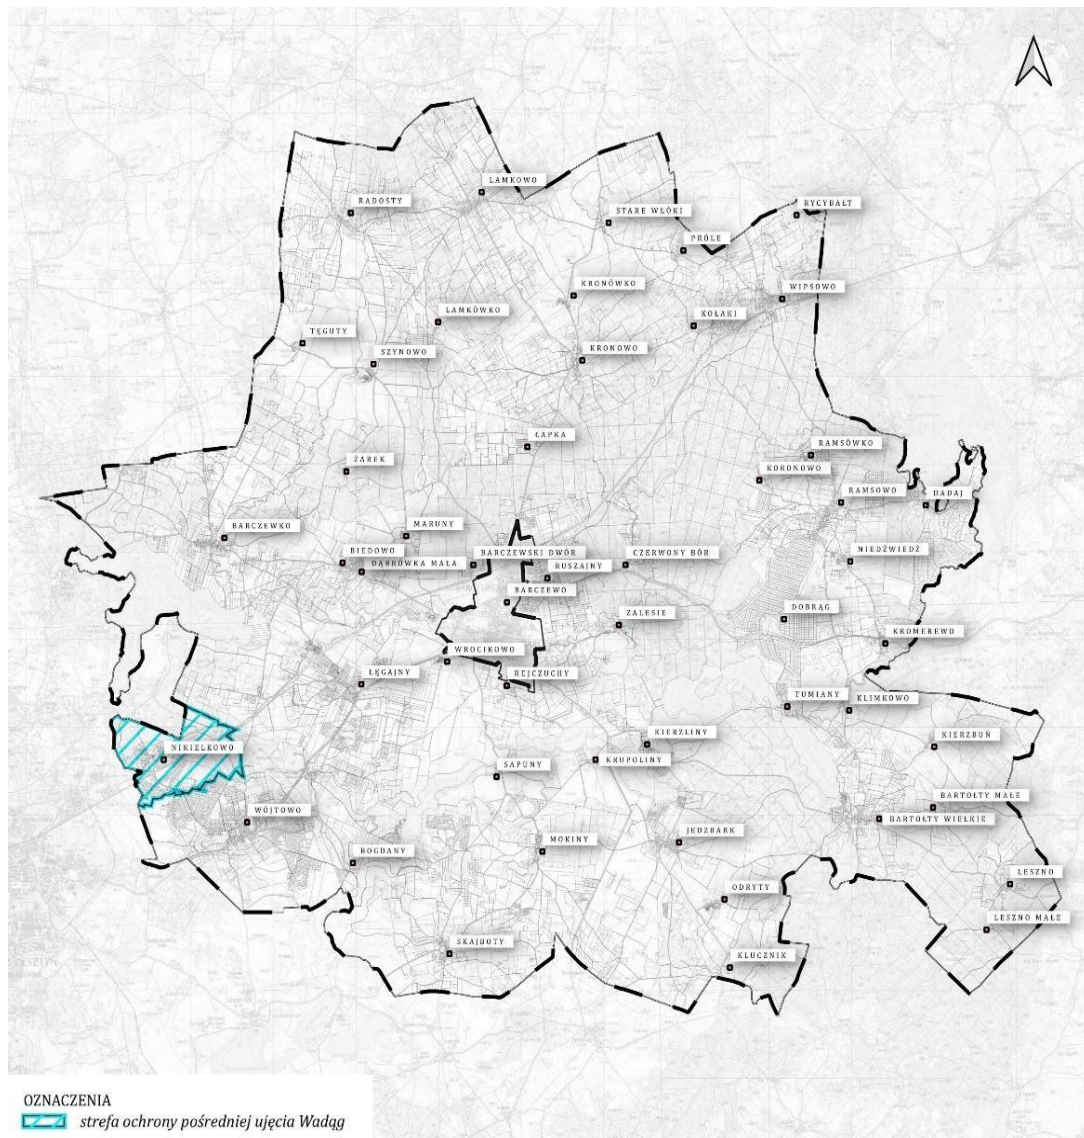 LAMKOWO
RADOSTY
RYCYBAŁT
STARE WŁÓKI
PRÓLE
KRONÓWKO
WIPSOWO
LAMKÓWKO
KOŁAKI
TĘGUTY
SZYNOWO
KRONOWO
ŁAPKA
RAMSÓWKO
ŻAREK
KORONOWO
RAMSOWO
DADAJ
BARCZEWKO
MARUNY
BIEDOWO
BARCZEWSKI DWÓR
CZERWONY BÓR
NIEDŹWIEDŹ
DĄBRÓWKA MAŁA
RUSZAJNY
BARCZEWO
ZALESIE
DOBRĄG
KROMEREWO
WROCIKOWO
ŁĘGAJNY
REJCZUCHY
TUMIANY
KLIMKOWO
NIKIELKOWO
KIERZLINY
KIERZBUŃ
SAPUNY
KRUPOLINY
WÓJTOWO
BARTOŁTY MAŁE
BARTOŁTY WIELKIE
BOGDANY
MOKINY
JEDZBARK
LESZNO
ODRYTY
LESZNO MAŁE
SKAJBOTY
KLUCZNIK
OZNACZENIA
strefa ochrony pośredniej ujęcia Wadąg